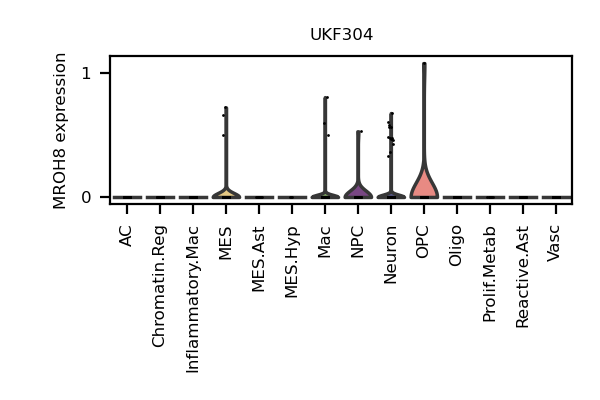 UKF304
MROH8 expression
1
0
AC
Chromatin.Reg
Inflammatory.Mac
MES
MES.Ast
MES.Hyp
Mac
NPC
Neuron
OPC
Oligo
Prolif.Metab
Reactive.Ast
Vasc